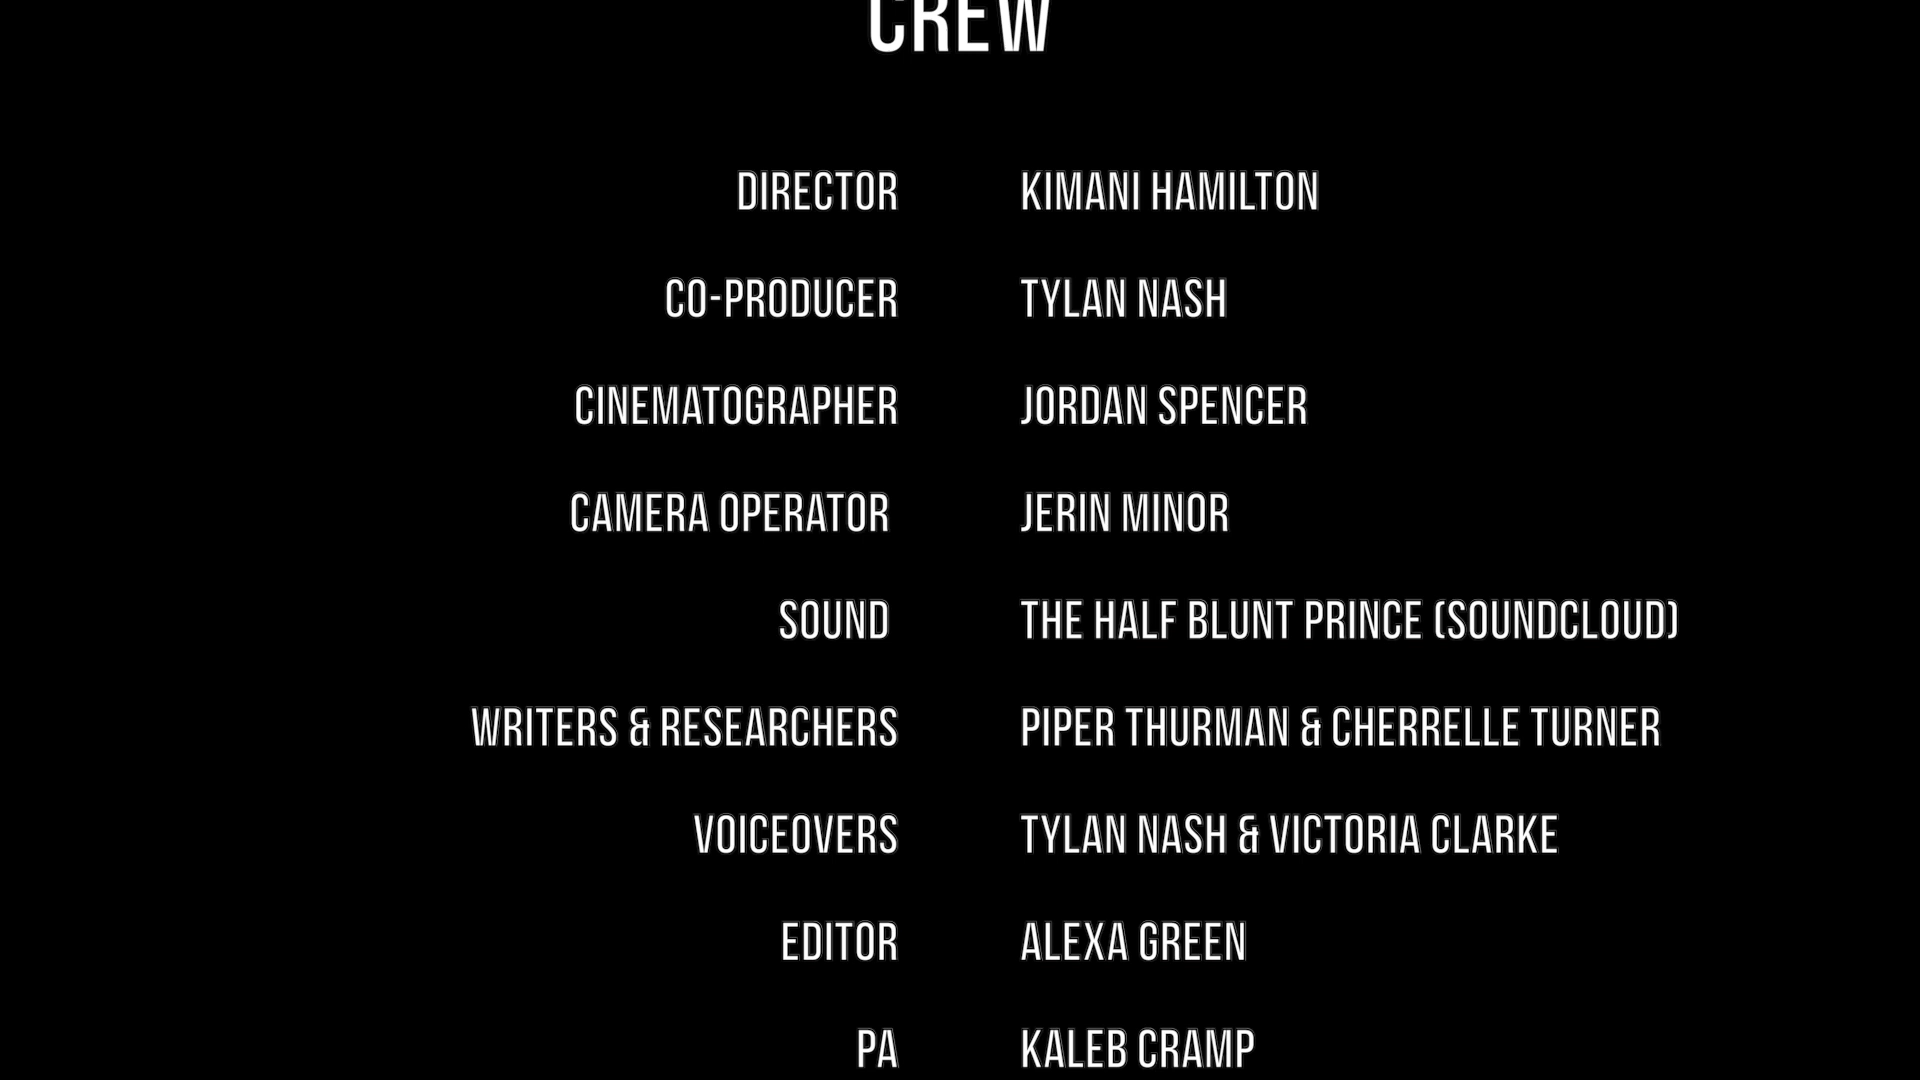 CREW
DIRECTOR KIMANI HAMILTON
CO-PRODUCER TYLAN NASH
CINEMATOGRAPHER JORDAN SPENCER
CAMERA OPERATOR JERIN MINOR
SOUND THE HALF BLUNT PRINCE (SOUNDCLOUD)
WRITERS & RESEARCHERS PIPER THURMAN & CHERRELLE TURNER
VOICEOVERS TYLAN NASH & VICTORIA CLARKE
EDITOR ALEXA GREEN
PA KALEB CRAMP